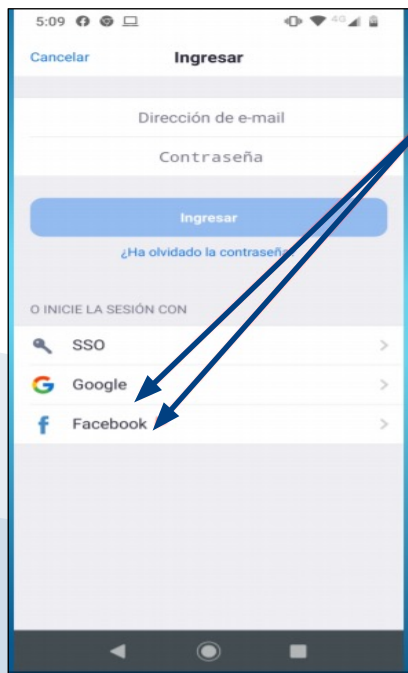 5:09
4G
Cancelar Ingresar
Dirección de e-mail
Contraseña
Ingresar
¿Ha olvidado la contraseña
O INICIE LA SESIÓN CON
SSO
Google
Facebook